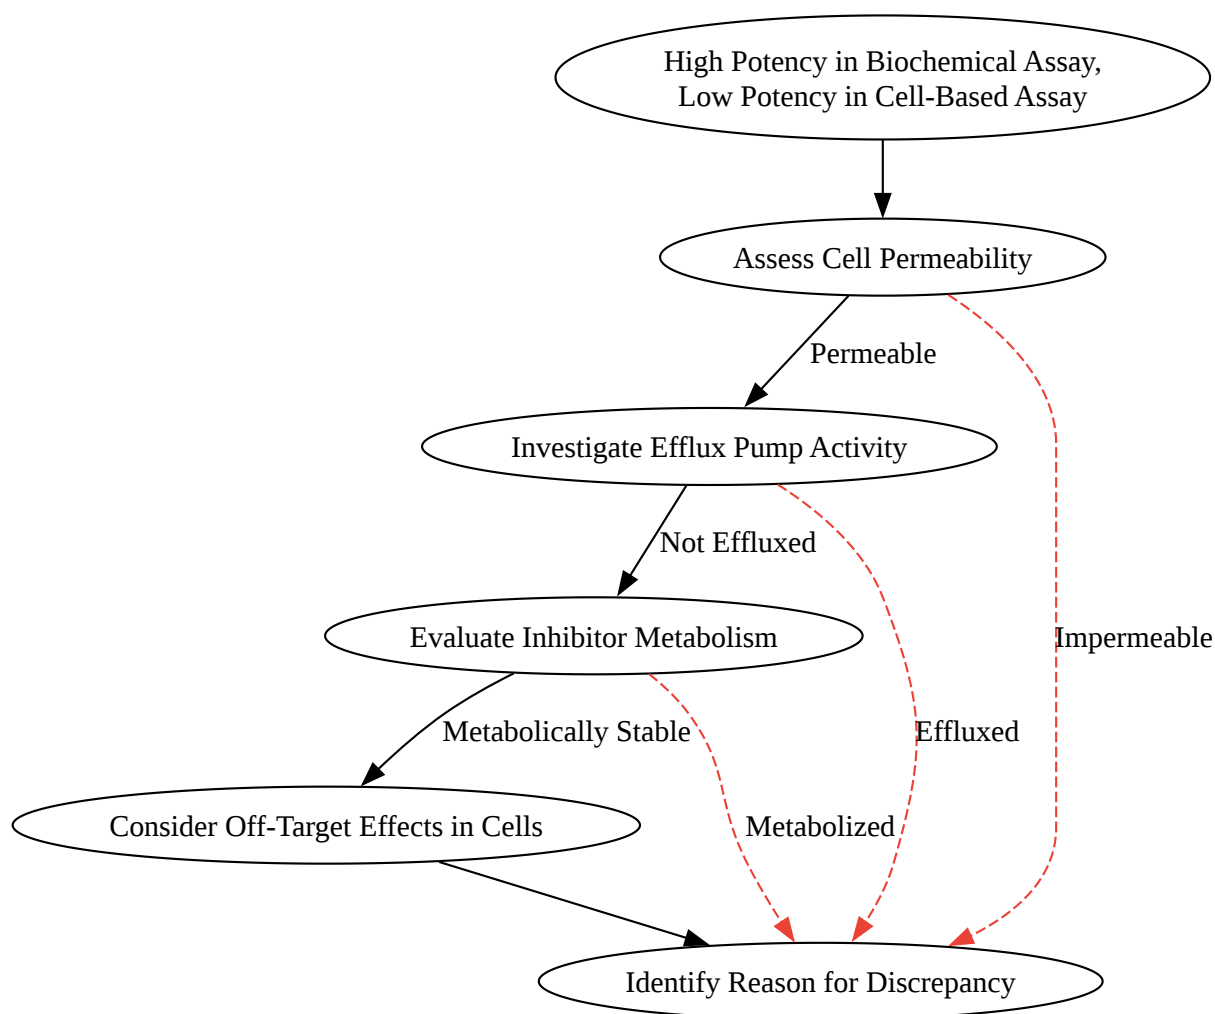 High Potency in Biochemical Assay,
Low Potency in Cell-Based Assay
Assess Cell Permeability
Permeable
Investigate Efflux Pump Activity
Not Effluxed
Evaluate Inhibitor Metabolism
Impermeable
Metabolically Stable
Effluxed
Consider Off-Target Effects in Cells
Metabolized
Identify Reason for Discrepancy